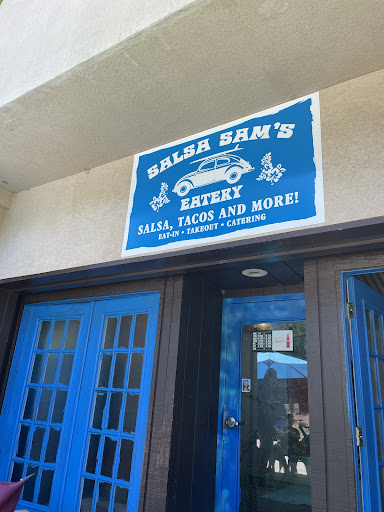 SALSA SAM'S
EATERY
SALSA, TACOS AND MORE!
EAT-IN • TAKEOUT • CATERING